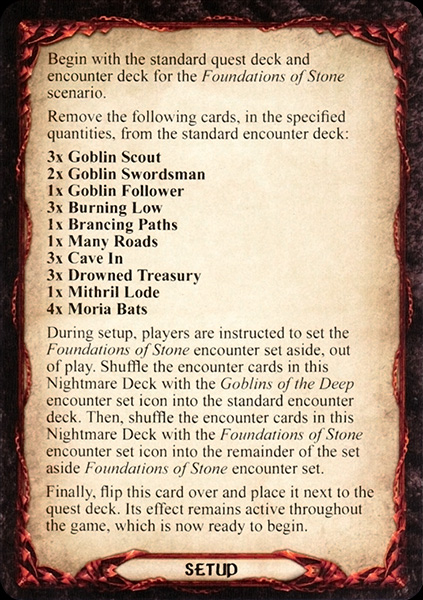 Begin with the standard quest deck and
encounter deck for the Foundations of Stone
scenario.
Remove the following cards, in the specified
quantities, from the standard encounter deck:
3x Goblin Scout
2x Goblin Swordsman
1x Goblin Follower
3x Burning Low
1x Brancing Paths
1x Many Roads
3x Cave In
3x Drowned Treasury
1x Mithril Lode
4x Moria Bats
During setup, players are instructed to set the
Foundations of Stone encounter set aside, out
of play. Shuffle the encounter cards in this
Nightmare Deck with the Goblins of the Deep
encounter set icon into the standard encounter
deck. Then, shuffle the encounter cards in this
Nightmare Deck with the Foundations of Stone
encounter set icon into the remainder of the set
aside Foundations of Stone encounter set.
Finally, flip this card over and place it next to the
quest deck. Its effect remains active throughout
the game, which is now ready to begin.
SETUP